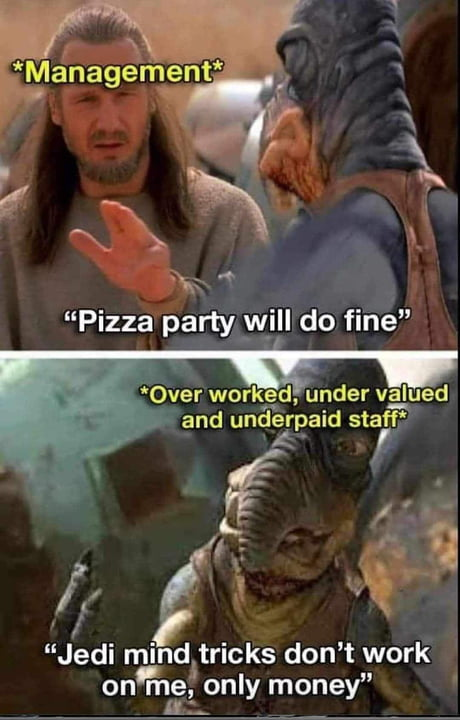 *Management*
“Pizza party will do fine”
*Over worked, under valued
and underpaid staff*
“Jedi mind tricks don’t work
on me, only money”